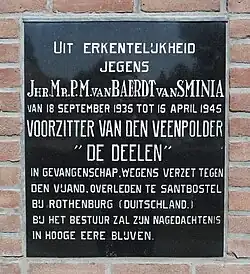 UIT ERKENTELIJKHEID
JEGENS
JHR. MR. P.M. VAN BAERDT VAN SMINIA
VAN 18 SEPTEMBER 1935 TOT 16 APRIL 1945
VOORZITTER VAN DEN VEENPOLDER
"DE DEELEN"
IN GEVANGENSCHAP, WEGENS VERZET TEGEN
DEN VIJAND, OVERLEDEN TE SANTBOSTEL
BIJ ROTHENBURG (DUITSCHLAND.)
BIJ HET BESTUUR ZAL ZIJN NAGEDACHTENIS
IN HOOGE EERE BLIJVEN.